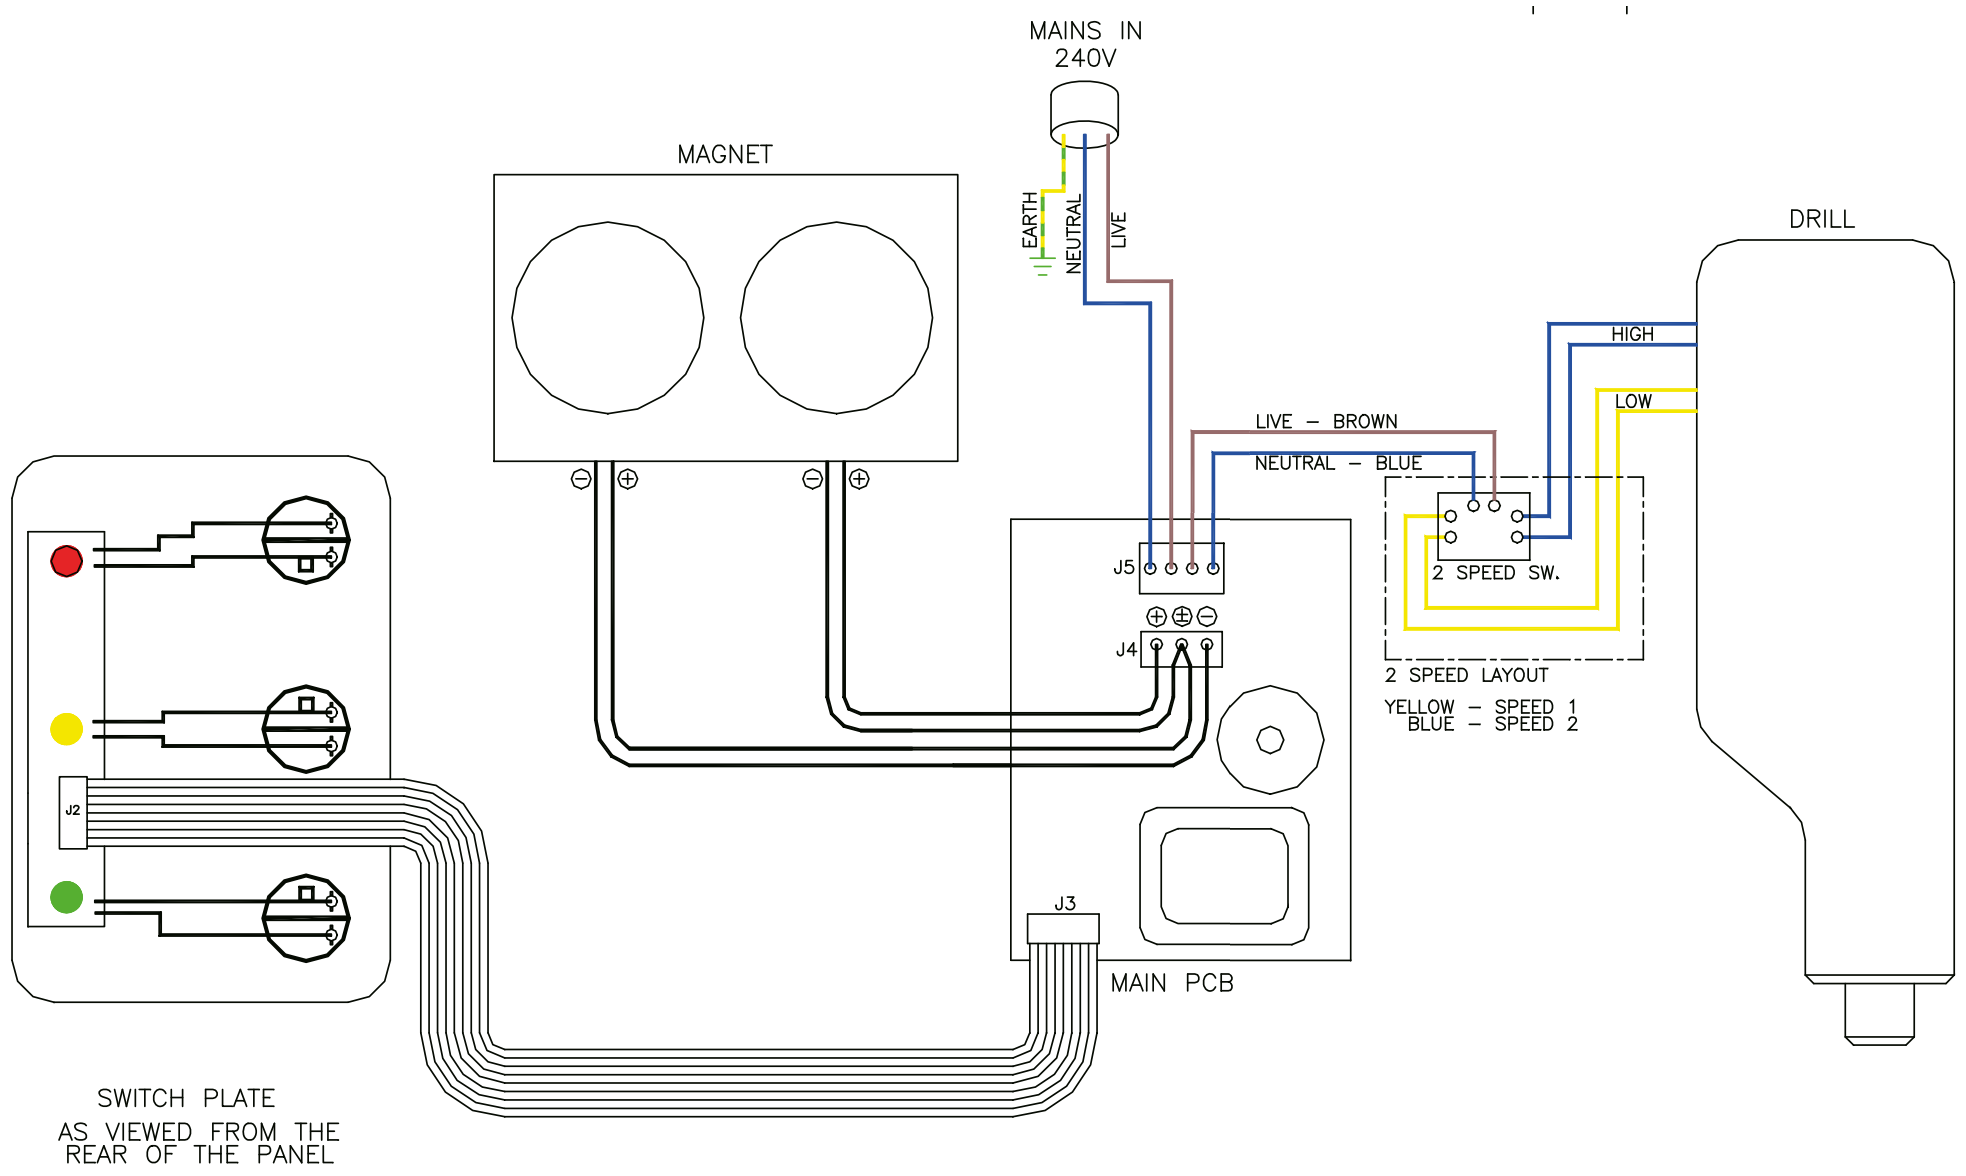 MAINS IN
240V
MAGNET
EARTH
NEUTRAL
LIVE
DRILL
HIGH
LOW
LIVE - BROWN
NEUTRAL - BLUE
- +
- +
J5
+ ± -
J4
2 SPEED SW.
2 SPEED LAYOUT
YELLOW - SPEED 1
BLUE - SPEED 2
J2
J3
MAIN PCB
SWITCH PLATE
AS VIEWED FROM THE
REAR OF THE PANEL